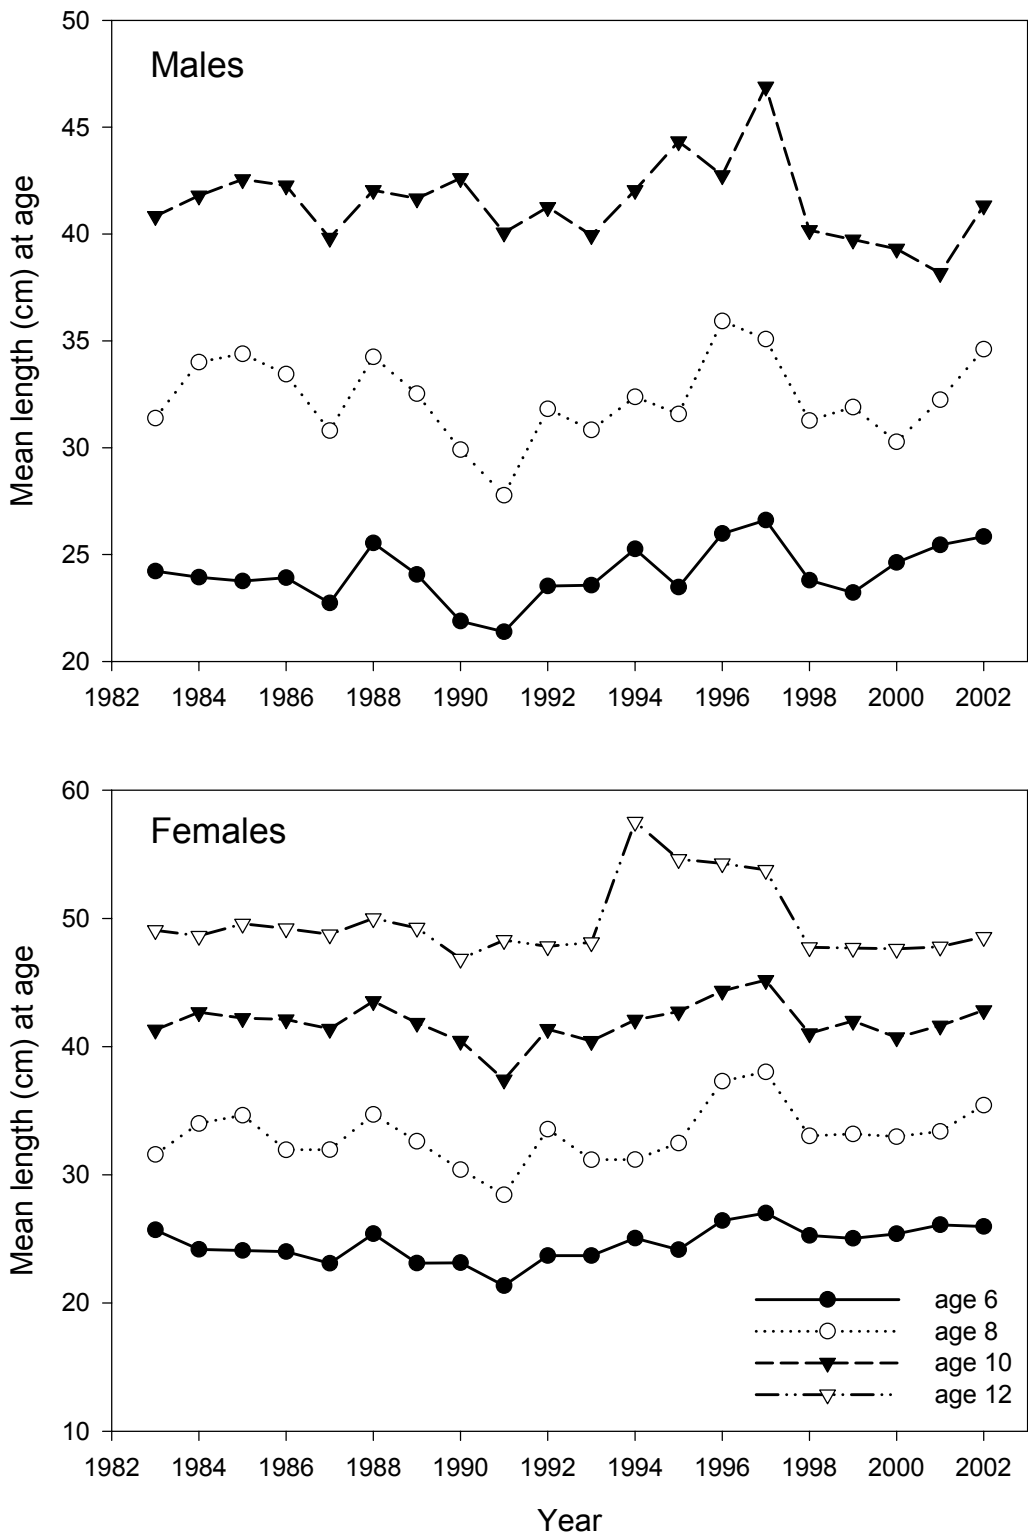 Males
Mean length (cm) at age
50
45
40
35
30
25
20
1982 1984 1986 1988 1990 1992 1994 1996 1998 2000 2002
Females
Mean length (cm) at age
60
50
40
30
20
10
age 6
age 8
age 10
age 12
1982 1984 1986 1988 1990 1992 1994 1996 1998 2000 2002
Year